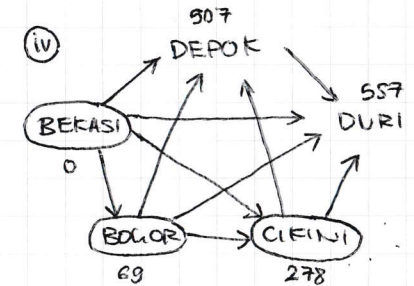 iv
507
DEPOK
557
DURI
BEKASI
0
BOGOR
CIKINI
69
278